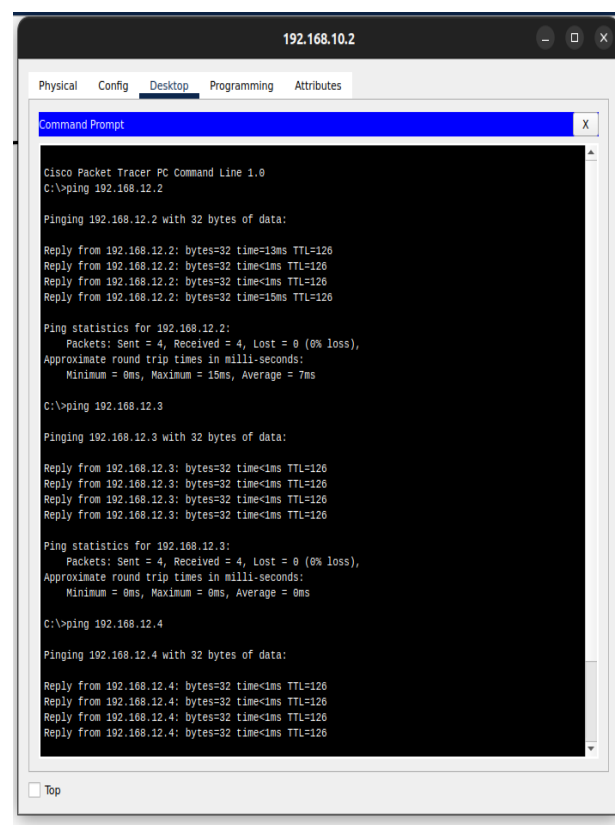 192.168.10.2
Physical Config Desktop Programming Attributes
Command Prompt X
Cisco Packet Tracer PC Command Line 1.0
C:\>ping 192.168.12.2
Pinging 192.168.12.2 with 32 bytes of data:
Reply from 192.168.12.2: bytes=32 time=13ms TTL=126
Reply from 192.168.12.2: bytes=32 time<1ms TTL=126
Reply from 192.168.12.2: bytes=32 time<1ms TTL=126
Reply from 192.168.12.2: bytes=32 time=15ms TTL=126
Ping statistics for 192.168.12.2:
Packets: Sent = 4, Received = 4, Lost = 0 (0% loss),
Approximate round trip times in milli-seconds:
Minimum = 0ms, Maximum = 15ms, Average = 7ms
C:\>ping 192.168.12.3
Pinging 192.168.12.3 with 32 bytes of data:
Reply from 192.168.12.3: bytes=32 time<1ms TTL=126
Reply from 192.168.12.3: bytes=32 time<1ms TTL=126
Reply from 192.168.12.3: bytes=32 time<1ms TTL=126
Reply from 192.168.12.3: bytes=32 time<1ms TTL=126
Ping statistics for 192.168.12.3:
Packets: Sent = 4, Received = 4, Lost = 0 (0% loss),
Approximate round trip times in milli-seconds:
Minimum = 0ms, Maximum = 0ms, Average = 0ms
C:\>ping 192.168.12.4
Pinging 192.168.12.4 with 32 bytes of data:
Reply from 192.168.12.4: bytes=32 time<1ms TTL=126
Reply from 192.168.12.4: bytes=32 time<1ms TTL=126
Reply from 192.168.12.4: bytes=32 time<1ms TTL=126
Reply from 192.168.12.4: bytes=32 time<1ms TTL=126
Top